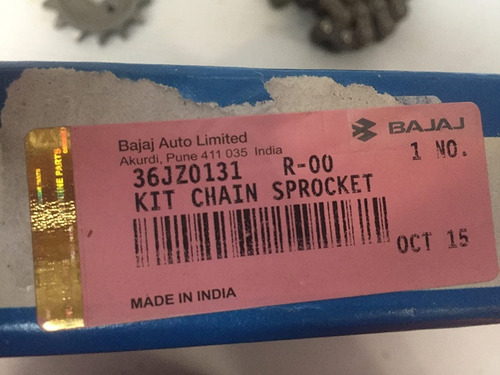 Bajaj Auto Limited
Akurdi, Pune 411 035 India
BAJAJ
36JZ0131 R-00
1 NO.
KIT CHAIN SPROCKET
OCT 15
MADE IN INDIA
PARTS